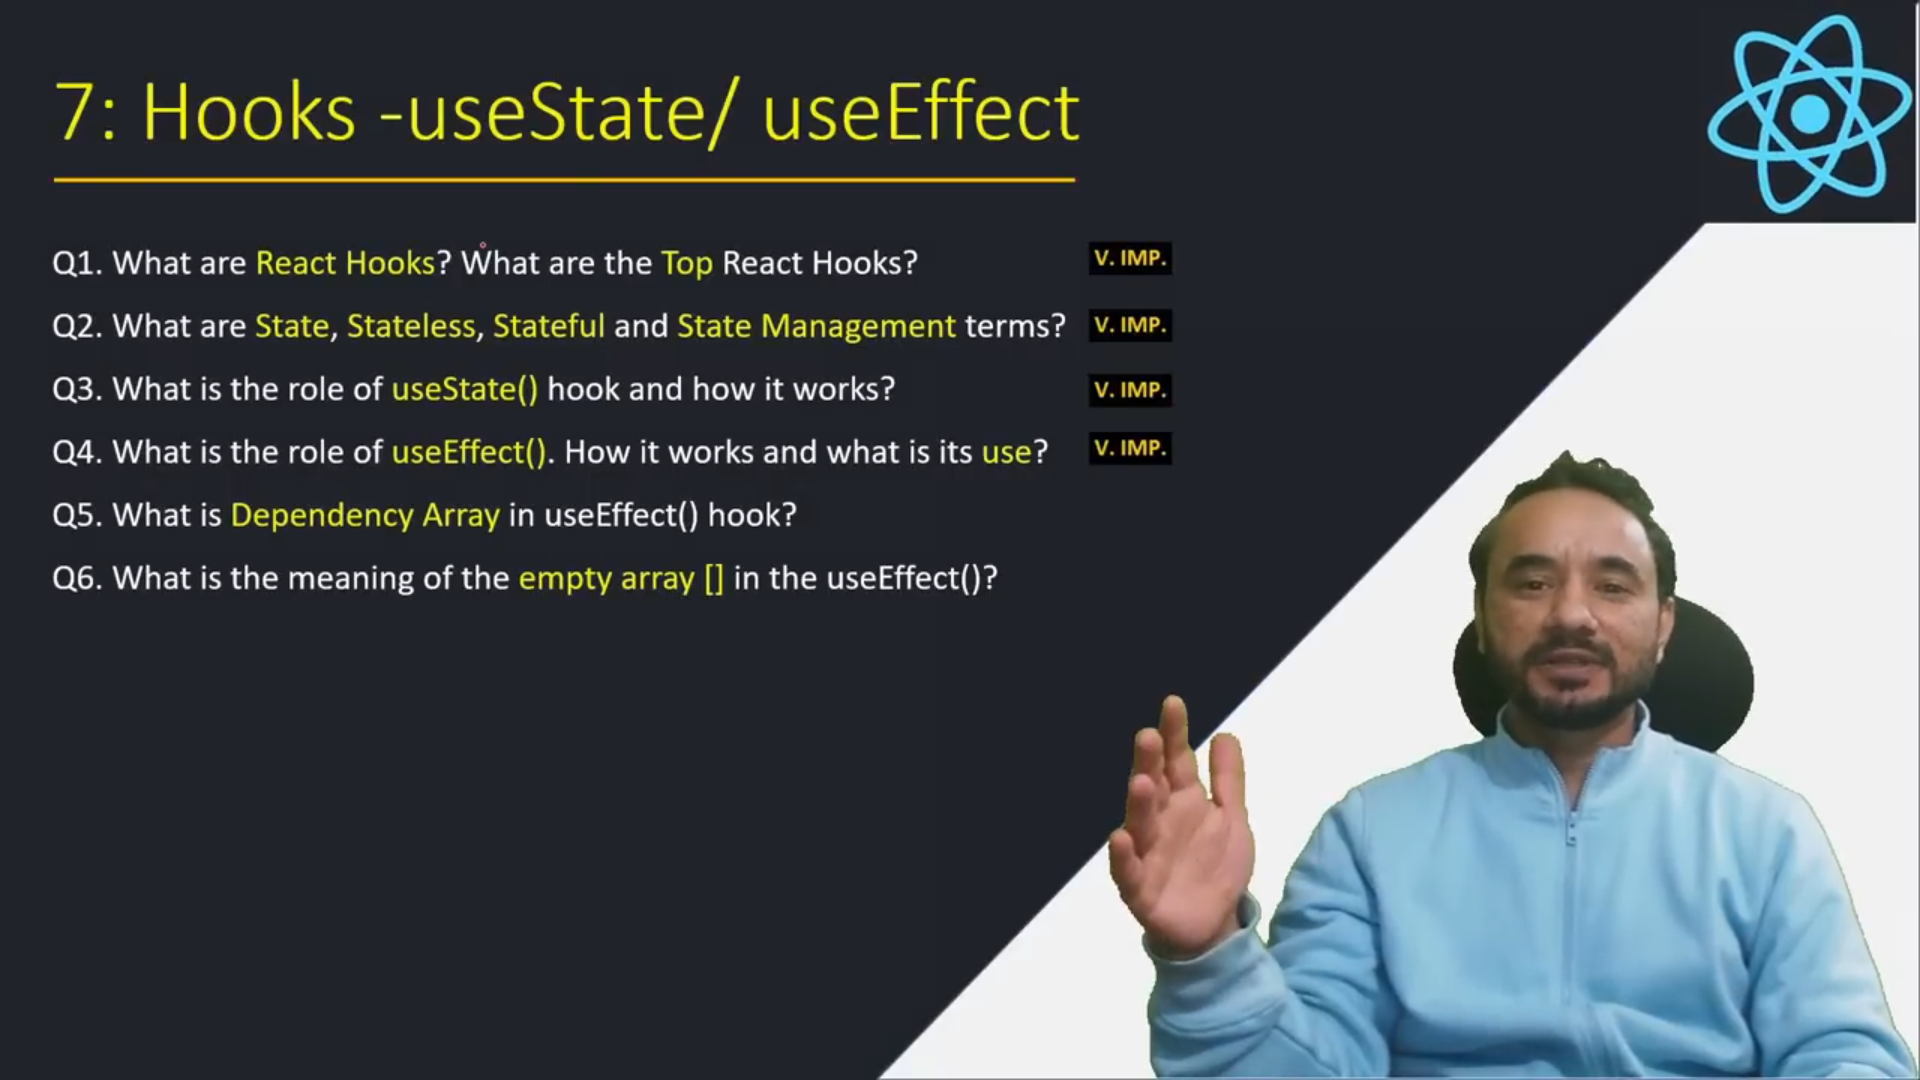 7: Hooks -useState/ useEffect
Q1. What are React Hooks? What are the Top React Hooks? V. IMP.
Q2. What are State, Stateless, Stateful and State Management terms? V. IMP.
Q3. What is the role of useState() hook and how it works? V. IMP.
Q4. What is the role of useEffect(). How it works and what is its use? V. IMP.
Q5. What is Dependency Array in useEffect() hook?
Q6. What is the meaning of the empty array [] in the useEffect()?